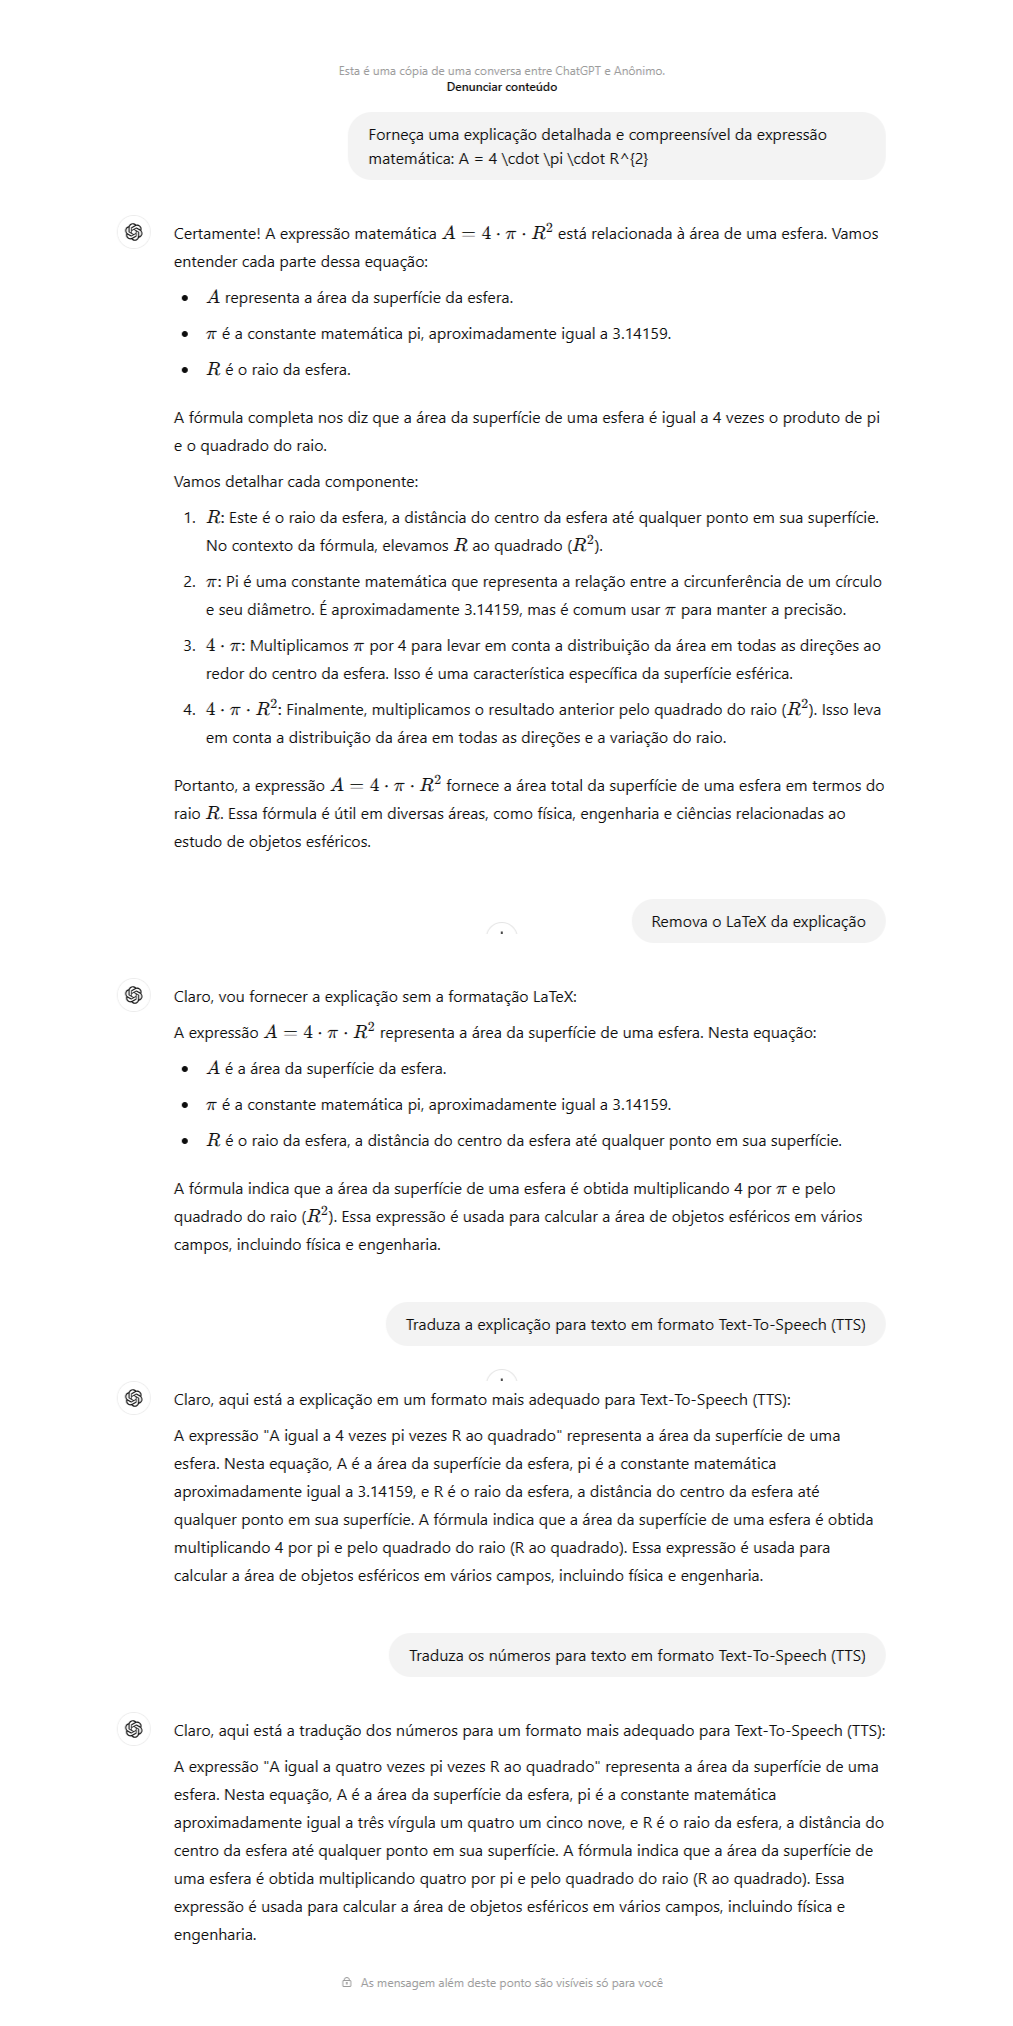 Esta é uma cópia de uma conversa entre ChatGPT e Anônimo.
Denunciar conteúdo
Forneça uma explicação detalhada e compreensível da expressão
matemática: A = 4 \cdot \pi \cdot R^{2}
Certamente! A expressão matemática A = 4 · π · R² está relacionada à área de uma esfera. Vamos
entender cada parte dessa equação:
• A representa a área da superfície da esfera.
• π é a constante matemática pi, aproximadamente igual a 3.14159.
• R é o raio da esfera.
A fórmula completa nos diz que a área da superfície de uma esfera é igual a 4 vezes o produto de pi
e o quadrado do raio.
Vamos detalhar cada componente:
1. R: Este é o raio da esfera, a distância do centro da esfera até qualquer ponto em sua superfície.
No contexto da fórmula, elevamos R ao quadrado (R²).
2. π: Pi é uma constante matemática que representa a relação entre a circunferência de um círculo
e seu diâmetro. É aproximadamente 3.14159, mas é comum usar π para manter a precisão.
3. 4 · π: Multiplicamos π por 4 para levar em conta a distribuição da área em todas as direções ao
redor do centro da esfera. Isso é uma característica específica da superfície esférica.
4. 4 · π · R²: Finalmente, multiplicamos o resultado anterior pelo quadrado do raio (R²). Isso leva
em conta a distribuição da área em todas as direções e a variação do raio.
Portanto, a expressão A = 4 · π · R² fornece a área total da superfície de uma esfera em termos do
raio R. Essa fórmula é útil em diversas áreas, como física, engenharia e ciências relacionadas ao
estudo de objetos esféricos.
Remova o LaTeX da explicação
Claro, vou fornecer a explicação sem a formatação LaTeX:
A expressão A = 4 · π · R² representa a área da superfície de uma esfera. Nesta equação:
• A é a área da superfície da esfera.
• π é a constante matemática pi, aproximadamente igual a 3.14159.
• R é o raio da esfera, a distância do centro da esfera até qualquer ponto em sua superfície.
A fórmula indica que a área da superfície de uma esfera é obtida multiplicando 4 por π e pelo
quadrado do raio (R²). Essa expressão é usada para calcular a área de objetos esféricos em vários
campos, incluindo física e engenharia.
Traduza a explicação para texto em formato Text-To-Speech (TTS)
Claro, aqui está a explicação em um formato mais adequado para Text-To-Speech (TTS):
A expressão "A igual a 4 vezes pi vezes R ao quadrado" representa a área da superfície de uma
esfera. Nesta equação, A é a área da superfície da esfera, pi é a constante matemática
aproximadamente igual a 3.14159, e R é o raio da esfera, a distância do centro da esfera até
qualquer ponto em sua superfície. A fórmula indica que a área da superfície de uma esfera é obtida
multiplicando 4 por pi e pelo quadrado do raio (R ao quadrado). Essa expressão é usada para
calcular a área de objetos esféricos em vários campos, incluindo física e engenharia.
Traduza os números para texto em formato Text-To-Speech (TTS)
Claro, aqui está a tradução dos números para um formato mais adequado para Text-To-Speech (TTS):
A expressão "A igual a quatro vezes pi vezes R ao quadrado" representa a área da superfície de uma
esfera. Nesta equação, A é a área da superfície da esfera, pi é a constante matemática
aproximadamente igual a três vírgula um quatro um cinco nove, e R é o raio da esfera, a distância do
centro da esfera até qualquer ponto em sua superfície. A fórmula indica que a área da superfície de
uma esfera é obtida multiplicando quatro por pi e pelo quadrado do raio (R ao quadrado). Essa
expressão é usada para calcular a área de objetos esféricos em vários campos, incluindo física e
engenharia.
As mensagem além deste ponto são visíveis só para você